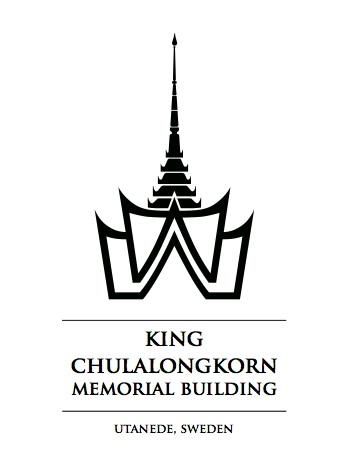 KING
CHULALONGKORN
MEMORIAL BUILDING
UTANEDE, SWEDEN